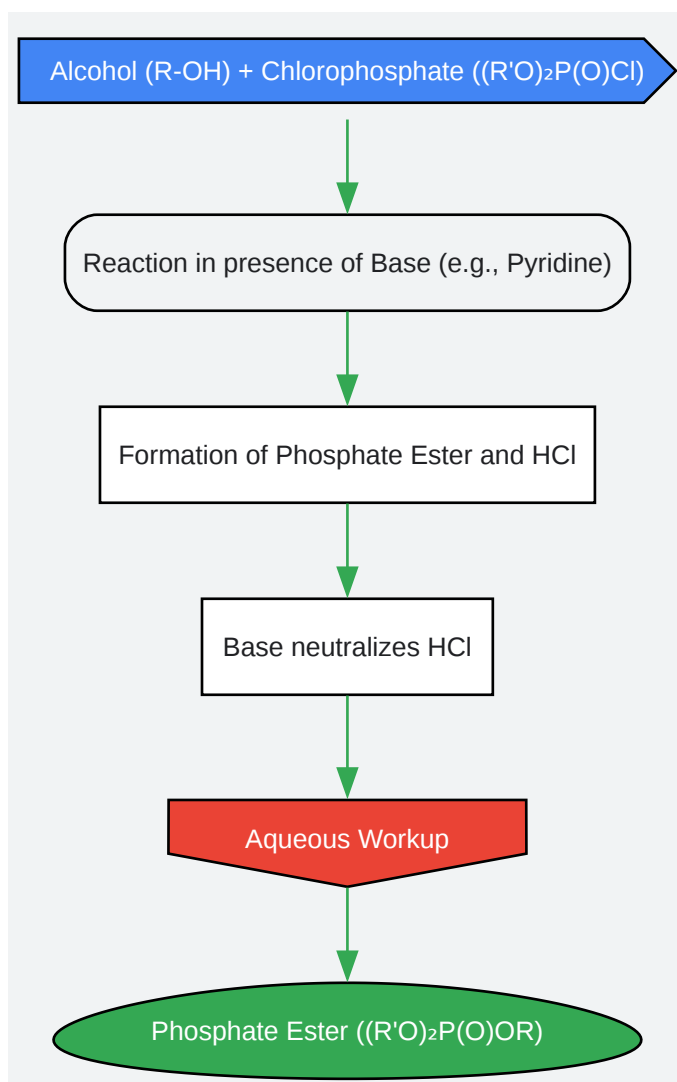 Alcohol (R-OH) + Chlorophosphate ((R'O)₂P(O)Cl)
Reaction in presence of Base (e.g., Pyridine)
Formation of Phosphate Ester and HCl
Base neutralizes HCl
Aqueous Workup
Phosphate Ester ((R'O)₂P(O)OR)